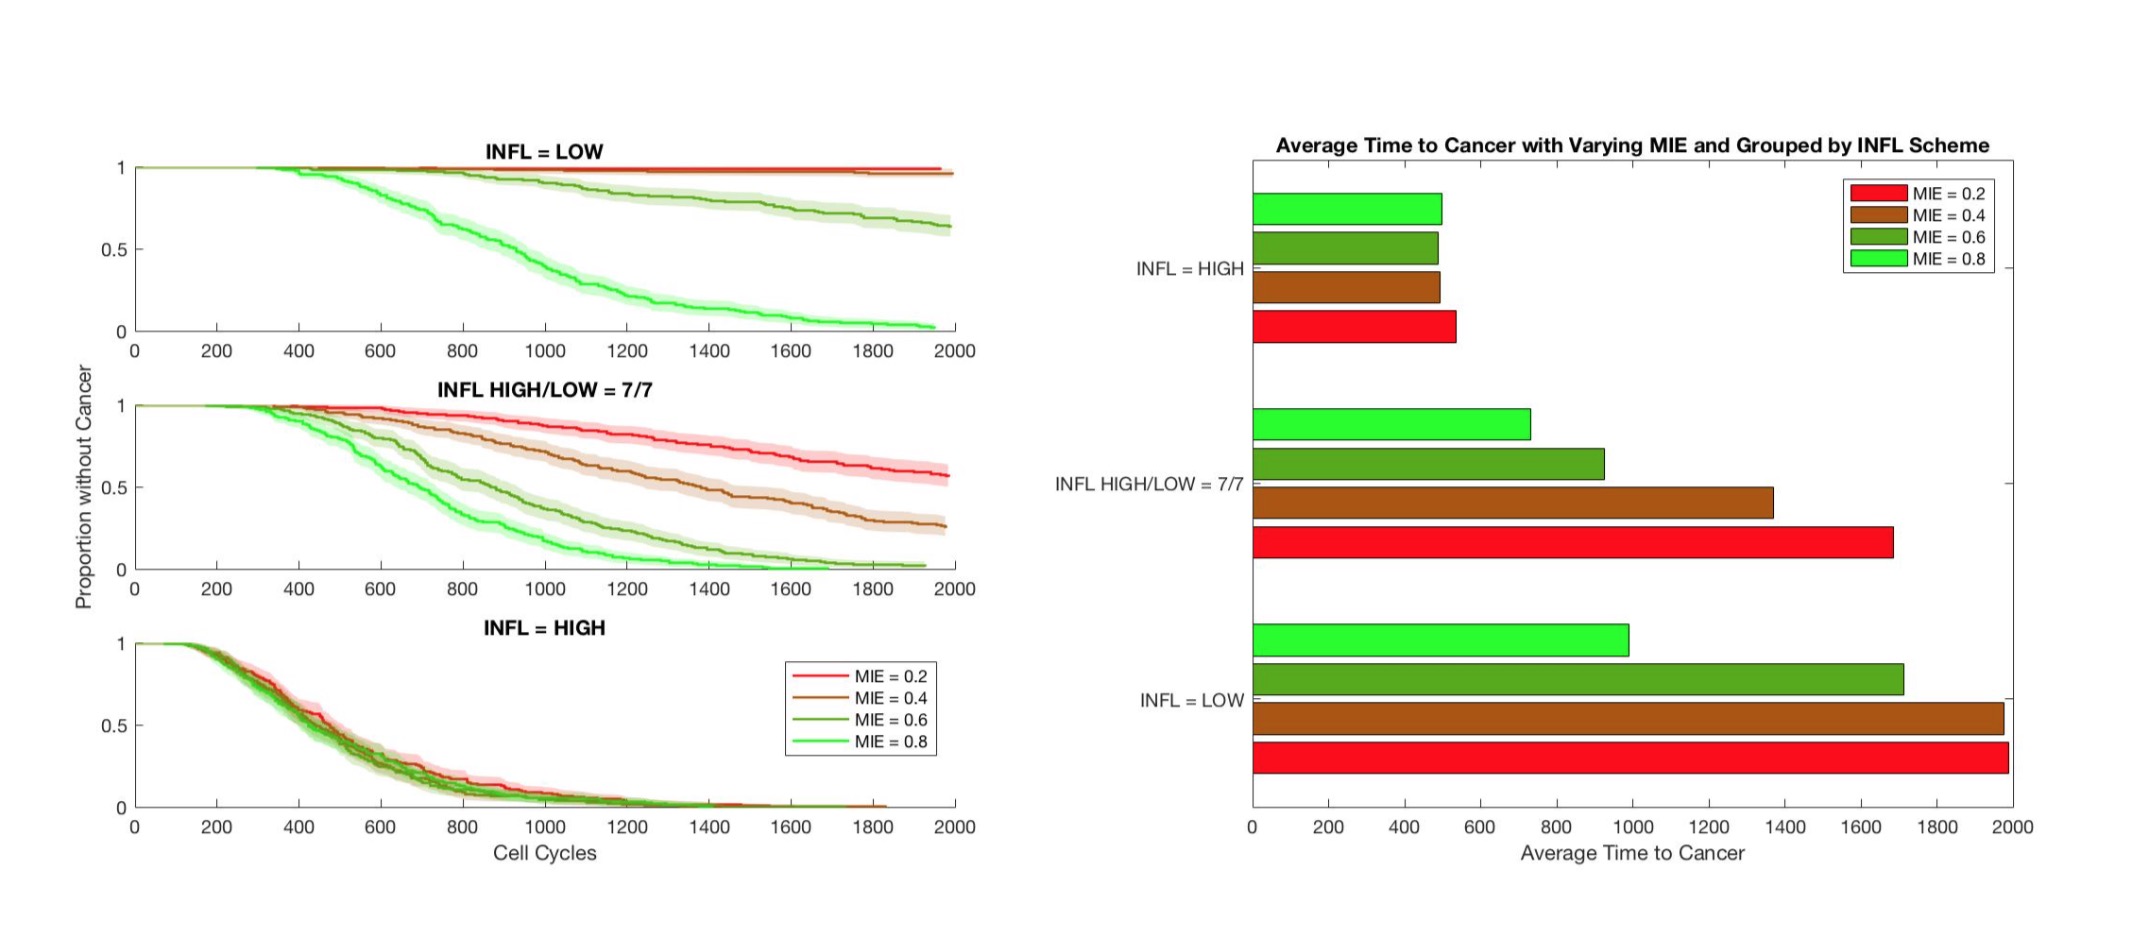 INFL = LOW
1
0.5
0
0 200 400 600 800 1000 1200 1400 1600 1800 2000
INFL HIGH/LOW = 7/7
1
0.5
0
0 200 400 600 800 1000 1200 1400 1600 1800 2000
Proportion without Cancer
INFL = HIGH
1
0.5
0
MIE = 0.2
MIE = 0.4
MIE = 0.6
MIE = 0.8
0 200 400 600 800 1000 1200 1400 1600 1800 2000
Cell Cycles
Average Time to Cancer with Varying MIE and Grouped by INFL Scheme
MIE = 0.2
MIE = 0.4
MIE = 0.6
MIE = 0.8
INFL = HIGH
INFL HIGH/LOW = 7/7
INFL = LOW
0 200 400 600 800 1000 1200 1400 1600 1800 2000
Average Time to Cancer